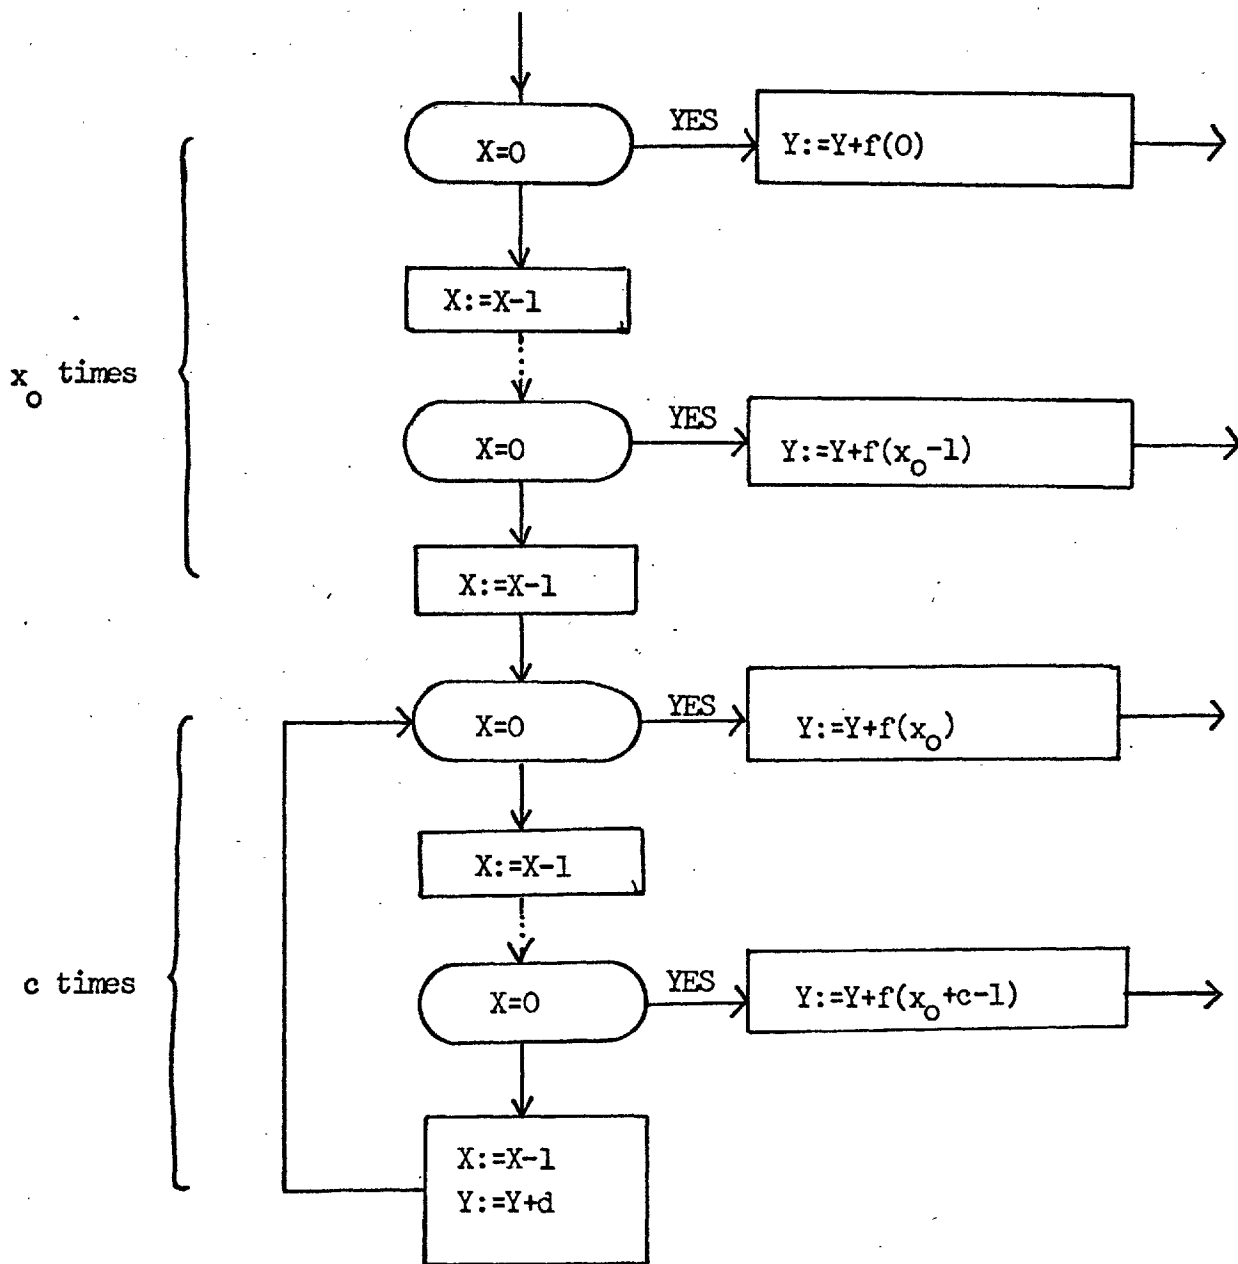 YES
X=0
Y:=Y+f(0)
X:=X-1
x_o times
YES
X=0
Y:=Y+f(x_o-1)
X:=X-1
YES
X=0
Y:=Y+f(x_o)
X:=X-1
c times
YES
X=0
Y:=Y+f(x_o+c-1)
X:=X-1
Y:=Y+d